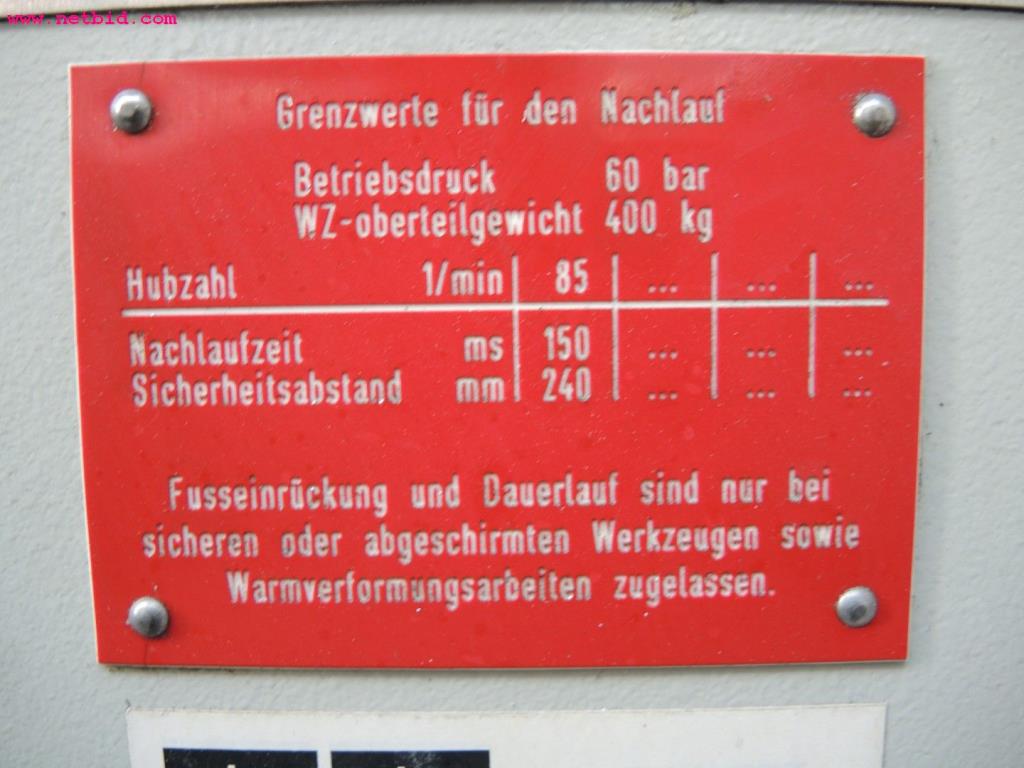 www.netbid.com
Grenzwerte für den Nachlauf
Betriebsdruck 60 bar
WZ-oberteilgewicht 400 kg
Hubzahl 1/min 85 ... ... ...
Nachlaufzeit ms 150 ... ... ...
Sicherheitsabstand mm 240 ... ... ...
Fusseinrückung und Dauerlauf sind nur bei
sicheren oder abgeschirmten Werkzeugen sowie
Warmverformungsarbeiten zugelassen.